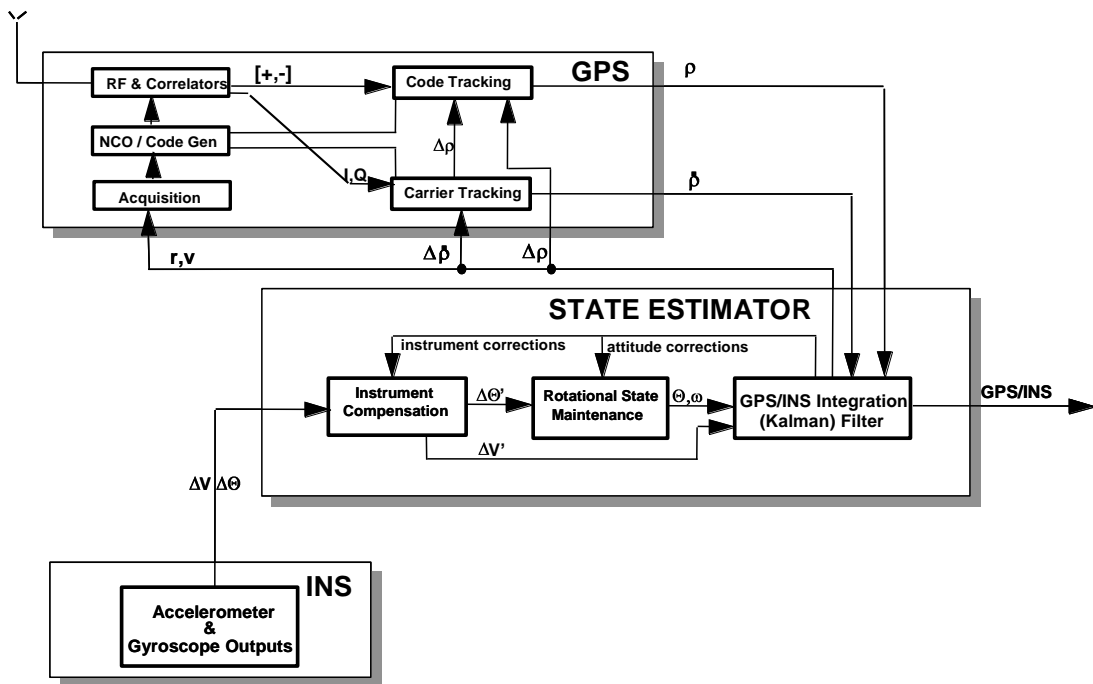 GPS
RF & Correlators
[+,-]
Code Tracking
ρ
NCO / Code Gen
Δρ
I,Q
Acquisition
Carrier Tracking
ρ̇
r,v
Δρ̇
Δρ
STATE ESTIMATOR
instrument corrections
attitude corrections
Instrument
Compensation
ΔΘ'
Rotational State
Maintenance
Θ,ω
GPS/INS Integration
(Kalman) Filter
GPS/INS
ΔV'
ΔV ΔΘ
INS
Accelerometer
&
Gyroscope Outputs